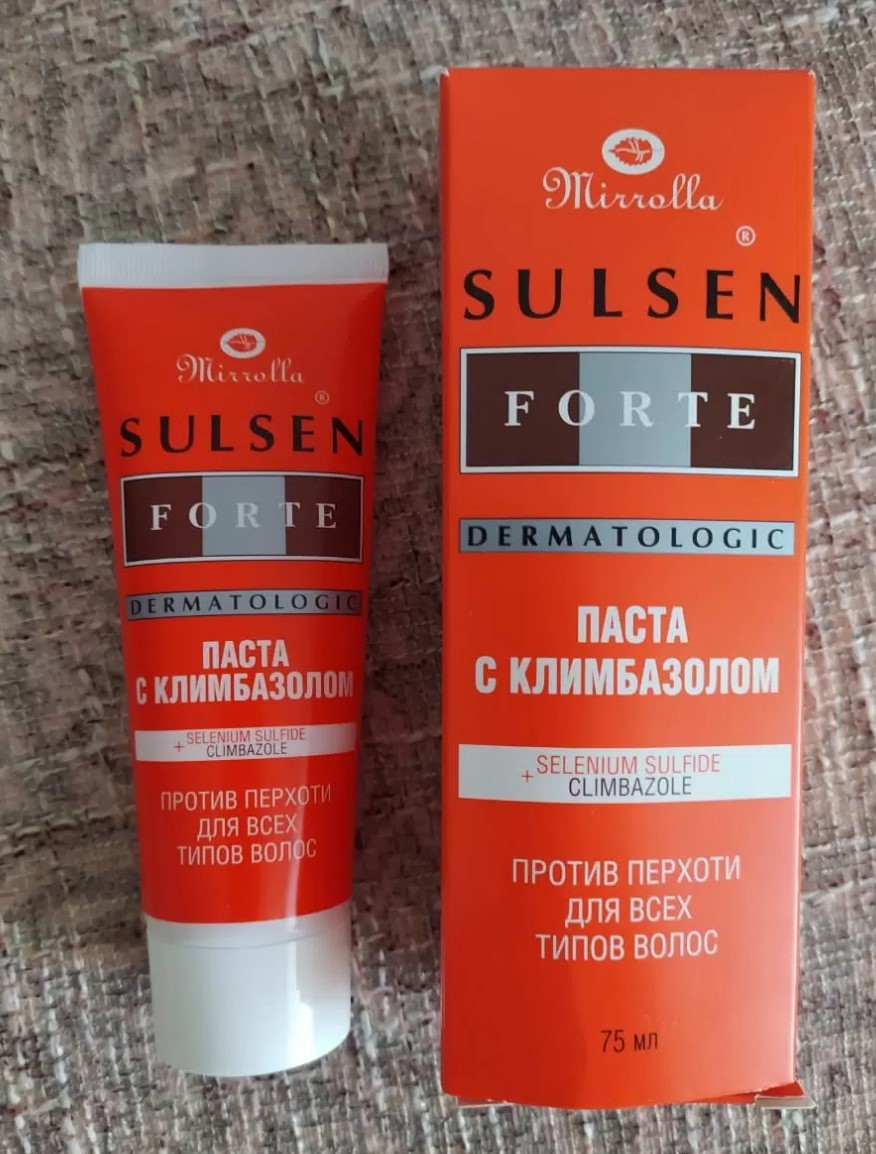 Mirrolla
®
SULSEN
FORTE
DERMATOLOGIC
ПАСТА
С КЛИМБАЗОЛОМ
+ SELENIUM SULFIDE
CLIMBAZOLE
ПРОТИВ ПЕРХОТИ
ДЛЯ ВСЕХ
ТИПОВ ВОЛОС
Mirrolla
®
SULSEN
FORTE
DERMATOLOGIC
ПАСТА
С КЛИМБАЗОЛОМ
+ SELENIUM SULFIDE
CLIMBAZOLE
ПРОТИВ ПЕРХОТИ
ДЛЯ ВСЕХ
ТИПОВ ВОЛОС
75 мл